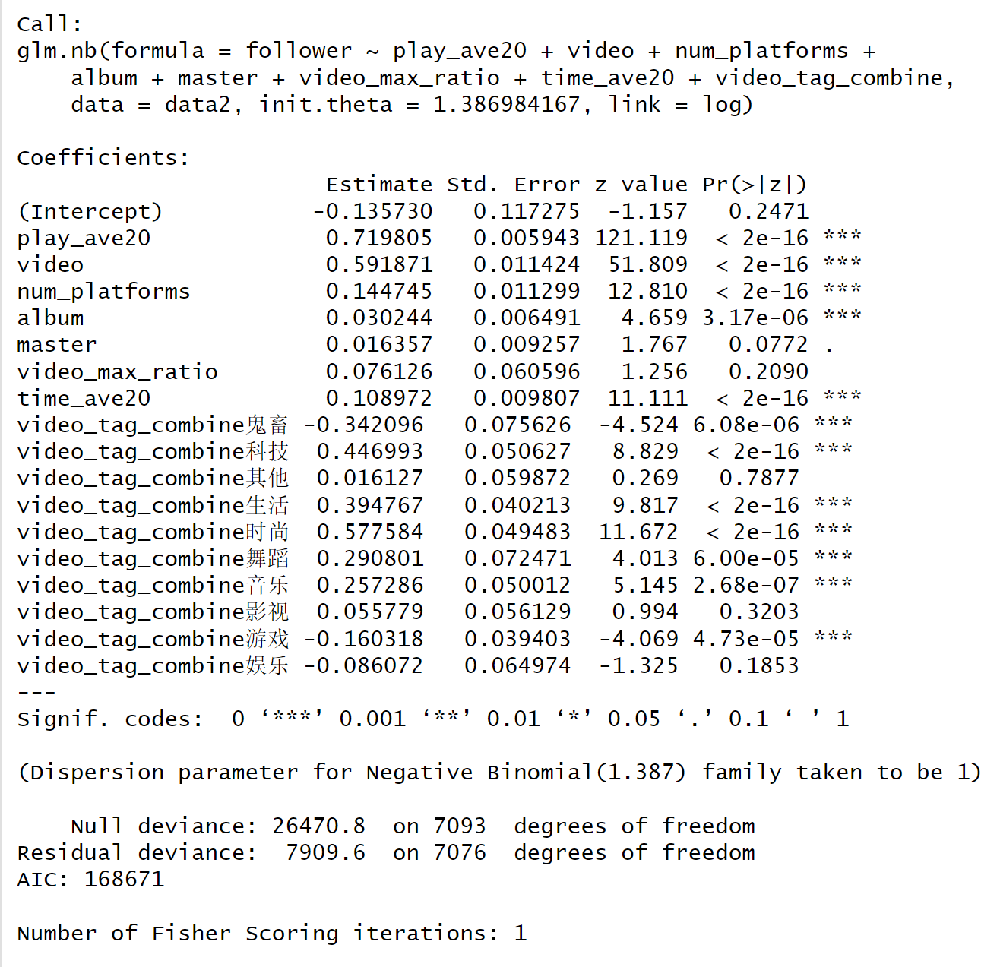 Call:
glm.nb(formula = follower ~ play_ave20 + video + num_platforms +
    album + master + video_max_ratio + time_ave20 + video_tag_combine,
    data = data2, init.theta = 1.386984167, link = log)

Coefficients:
                       Estimate Std. Error z value Pr(>|z|)
(Intercept)           -0.135730   0.117275  -1.157   0.2471
play_ave20             0.719805   0.005943 121.119  < 2e-16 ***
video                  0.591871   0.011424  51.809  < 2e-16 ***
num_platforms          0.144745   0.011299  12.810  < 2e-16 ***
album                  0.030244   0.006491   4.659 3.17e-06 ***
master                 0.016357   0.009257   1.767   0.0772 .
video_max_ratio        0.076126   0.060596   1.256   0.2090
time_ave20             0.108972   0.009807  11.111  < 2e-16 ***
video_tag_combine鬼畜 -0.342096   0.075626  -4.524 6.08e-06 ***
video_tag_combine科技  0.446993   0.050627   8.829  < 2e-16 ***
video_tag_combine其他  0.016127   0.059872   0.269   0.7877
video_tag_combine生活  0.394767   0.040213   9.817  < 2e-16 ***
video_tag_combine时尚  0.577584   0.049483  11.672  < 2e-16 ***
video_tag_combine舞蹈  0.290801   0.072471   4.013 6.00e-05 ***
video_tag_combine音乐  0.257286   0.050012   5.145 2.68e-07 ***
video_tag_combine影视  0.055779   0.056129   0.994   0.3203
video_tag_combine游戏 -0.160318   0.039403  -4.069 4.73e-05 ***
video_tag_combine娱乐 -0.086072   0.064974  -1.325   0.1853
---
Signif. codes:  0 ‘***’ 0.001 ‘**’ 0.01 ‘*’ 0.05 ‘.’ 0.1 ‘ ’ 1

(Dispersion parameter for Negative Binomial(1.387) family taken to be 1)

    Null deviance: 26470.8  on 7093  degrees of freedom
Residual deviance:  7909.6  on 7076  degrees of freedom
AIC: 168671

Number of Fisher Scoring iterations: 1